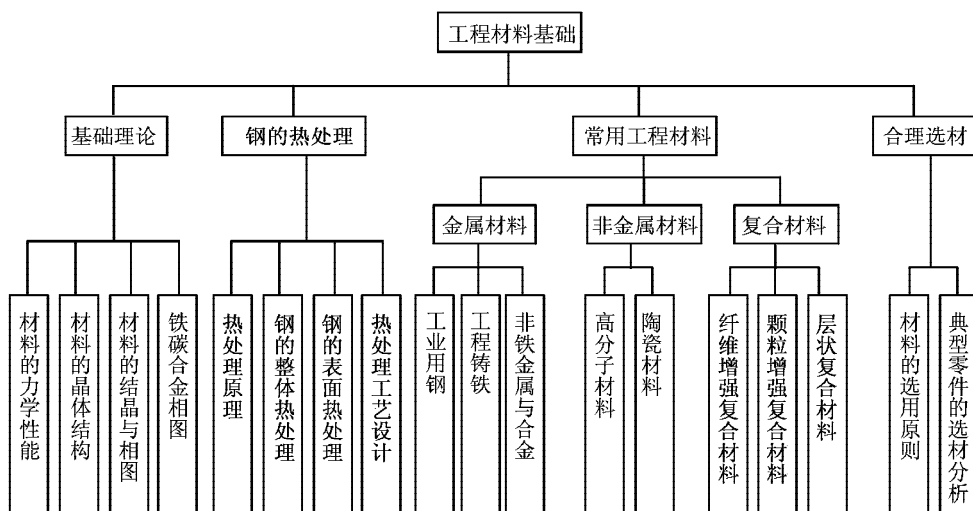 工程材料基础
基础理论
钢的热处理
常用工程材料
合理选材
金属材料
非金属材料
复合材料
材料的力学性能
材料的晶体结构
材料的结晶与相图
铁碳合金相图
热处理原理
钢的整体热处理
钢的表面热处理
热处理工艺设计
工业用钢
工程铸铁
非铁金属与合金
高分子材料
陶瓷材料
纤维增强复合材料
颗粒增强复合材料
层状复合材料
材料的选用原则
典型零件的选材分析